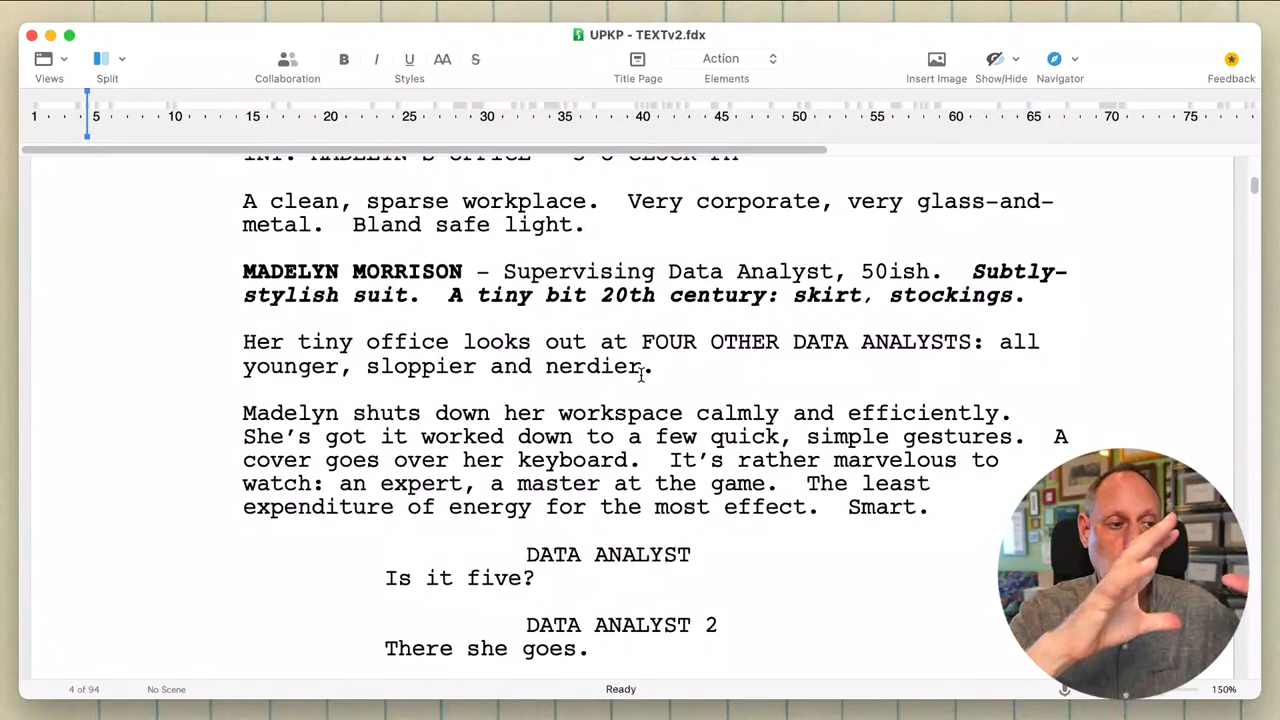 UPKP - TEXTv2.fdx
B I U AA S Action
Views Split Collaboration Styles Title Page Elements Insert Image Show/Hide Navigator Feedback
1 5 10 15 20 25 30 35 40 45 50 55 60 65 70 75
INT. MADELYN'S OFFICE - 5 O'CLOCK PM
A clean, sparse workplace. Very corporate, very glass-and-
metal. Bland safe light.
MADELYN MORRISON - Supervising Data Analyst, 50ish. Subtly-
stylish suit. A tiny bit 20th century: skirt, stockings.
Her tiny office looks out at FOUR OTHER DATA ANALYSTS: all
younger, sloppier and nerdier.
Madelyn shuts down her workspace calmly and efficiently.
She's got it worked down to a few quick, simple gestures. A
cover goes over her keyboard. It's rather marvelous to
watch: an expert, a master at the game. The least
expenditure of energy for the most effect. Smart.
DATA ANALYST
Is it five?
DATA ANALYST 2
There she goes.
4 of 94 No Scene Ready 150%